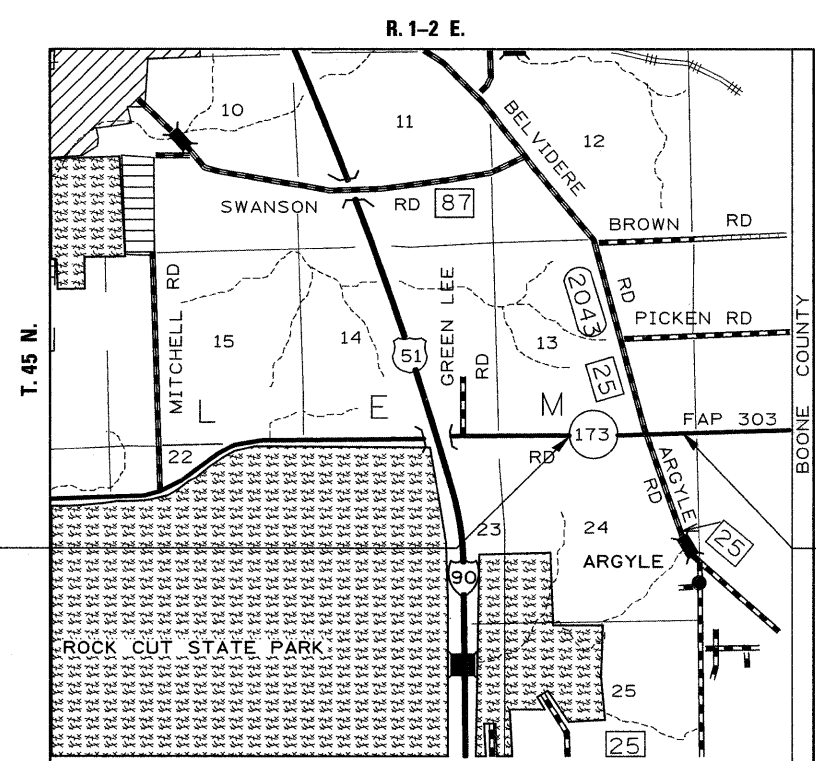 R. 1–2 E.
T. 45 N.
10
11
12
BELVIDERE
RD
SWANSON RD 87
BROWN RD
2043
PICKEN RD
MITCHELL RD
15
14
GREEN LEE RD
13
51
25
BOONE COUNTY
L E M
FAP 303
173
RD
22
ARGYLE RD
23
24
25
ARGYLE
90
ROCK CUT STATE PARK
25
25